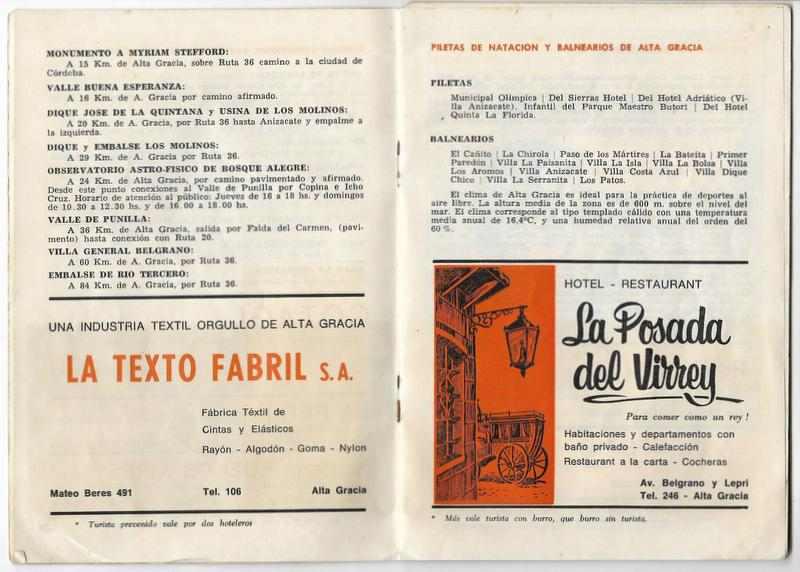 MONUMENTO A MYRIAM STEFFORD:
A 15 Km. de Alta Gracia, sobre Ruta 36 camino a la ciudad de
Córdoba.
VALLE BUENA ESPERANZA:
A 16 Km. de A. Gracia por camino afirmado.
DIQUE JOSE DE LA QUINTANA y USINA DE LOS MOLINOS:
A 20 Km. de A. Gracia, por Ruta 36 hasta Anizacate y empalme a
la izquierda.
DIQUE y EMBALSE LOS MOLINOS:
A 29 Km. de A. Gracia por Ruta 36.
OBSERVATORIO ASTRO-FISICO DE BOSQUE ALEGRE:
A 24 Km. de Alta Gracia, por camino pavimentado y afirmado.
Desde este punto conexiones al Valle de Punilla por Copina e Icho
Cruz. Horario de atención al público: Jueves de 16 a 18 hs. y domingos
de 10.30 a 12.30 hs. y de 16.00 a 18.00 hs.
VALLE DE PUNILLA:
A 36 Km. de A. Gracia, salida por Falda del Carmen, (pavi-
mento) hasta conexión con Ruta 20.
VILLA GENERAL BELGRANO:
A 60 Km. de A. Gracia, por Ruta 36.
EMBALSE DE RIO TERCERO:
A 84 Km. de A. Gracia, por Ruta 36.
UNA INDUSTRIA TEXTIL ORGULLO DE ALTA GRACIA
LA TEXTO FABRIL S.A.
Fábrica Téxtil de
Cintas y Elásticos
Rayón - Algodón - Goma - Nylon
Mateo Beres 491 Tel. 106 Alta Gracia
* Turista prevenido vale por dos hoteleros
PILETAS DE NATACION Y BALNEARIOS DE ALTA GRACIA
PILETAS
Municipal Olímpica | Del Sierras Hotel | Del Hotel Adriático (Vi-
lla Anizacate). Infantil del Parque Maestro Butori | Del Hotel
Quinta La Florida.
BALNEARIOS
El Cañito | La Chirola | Paso de los Mártires | La Bateita | Primer
Paredón | Villa La Paisanita | Villa La Isla | Villa La Bolsa | Villa
Los Aromos | Villa Anizacate | Villa Costa Azul | Villa Dique
Chico | Villa La Serranita | Los Patos.
El clima de Alta Gracia es ideal para la práctica de deportes al
aire libre. La altura media de la zona es de 600 m. sobre el nivel del
mar. El clima corresponde al tipo templado cálido con una temperatura
media anual de 16.4ºC, y una humedad relativa anual del orden del
60%.
HOTEL - RESTAURANT
La Posada
del Virrey
Para comer como un rey!
Habitaciones y departamentos con
baño privado - Calefacción
Restaurant a la carta - Cocheras
Av. Belgrano y Lepri
Tel. 246 - Alta Gracia
* Más vale turista con burro, que burro sin turista.